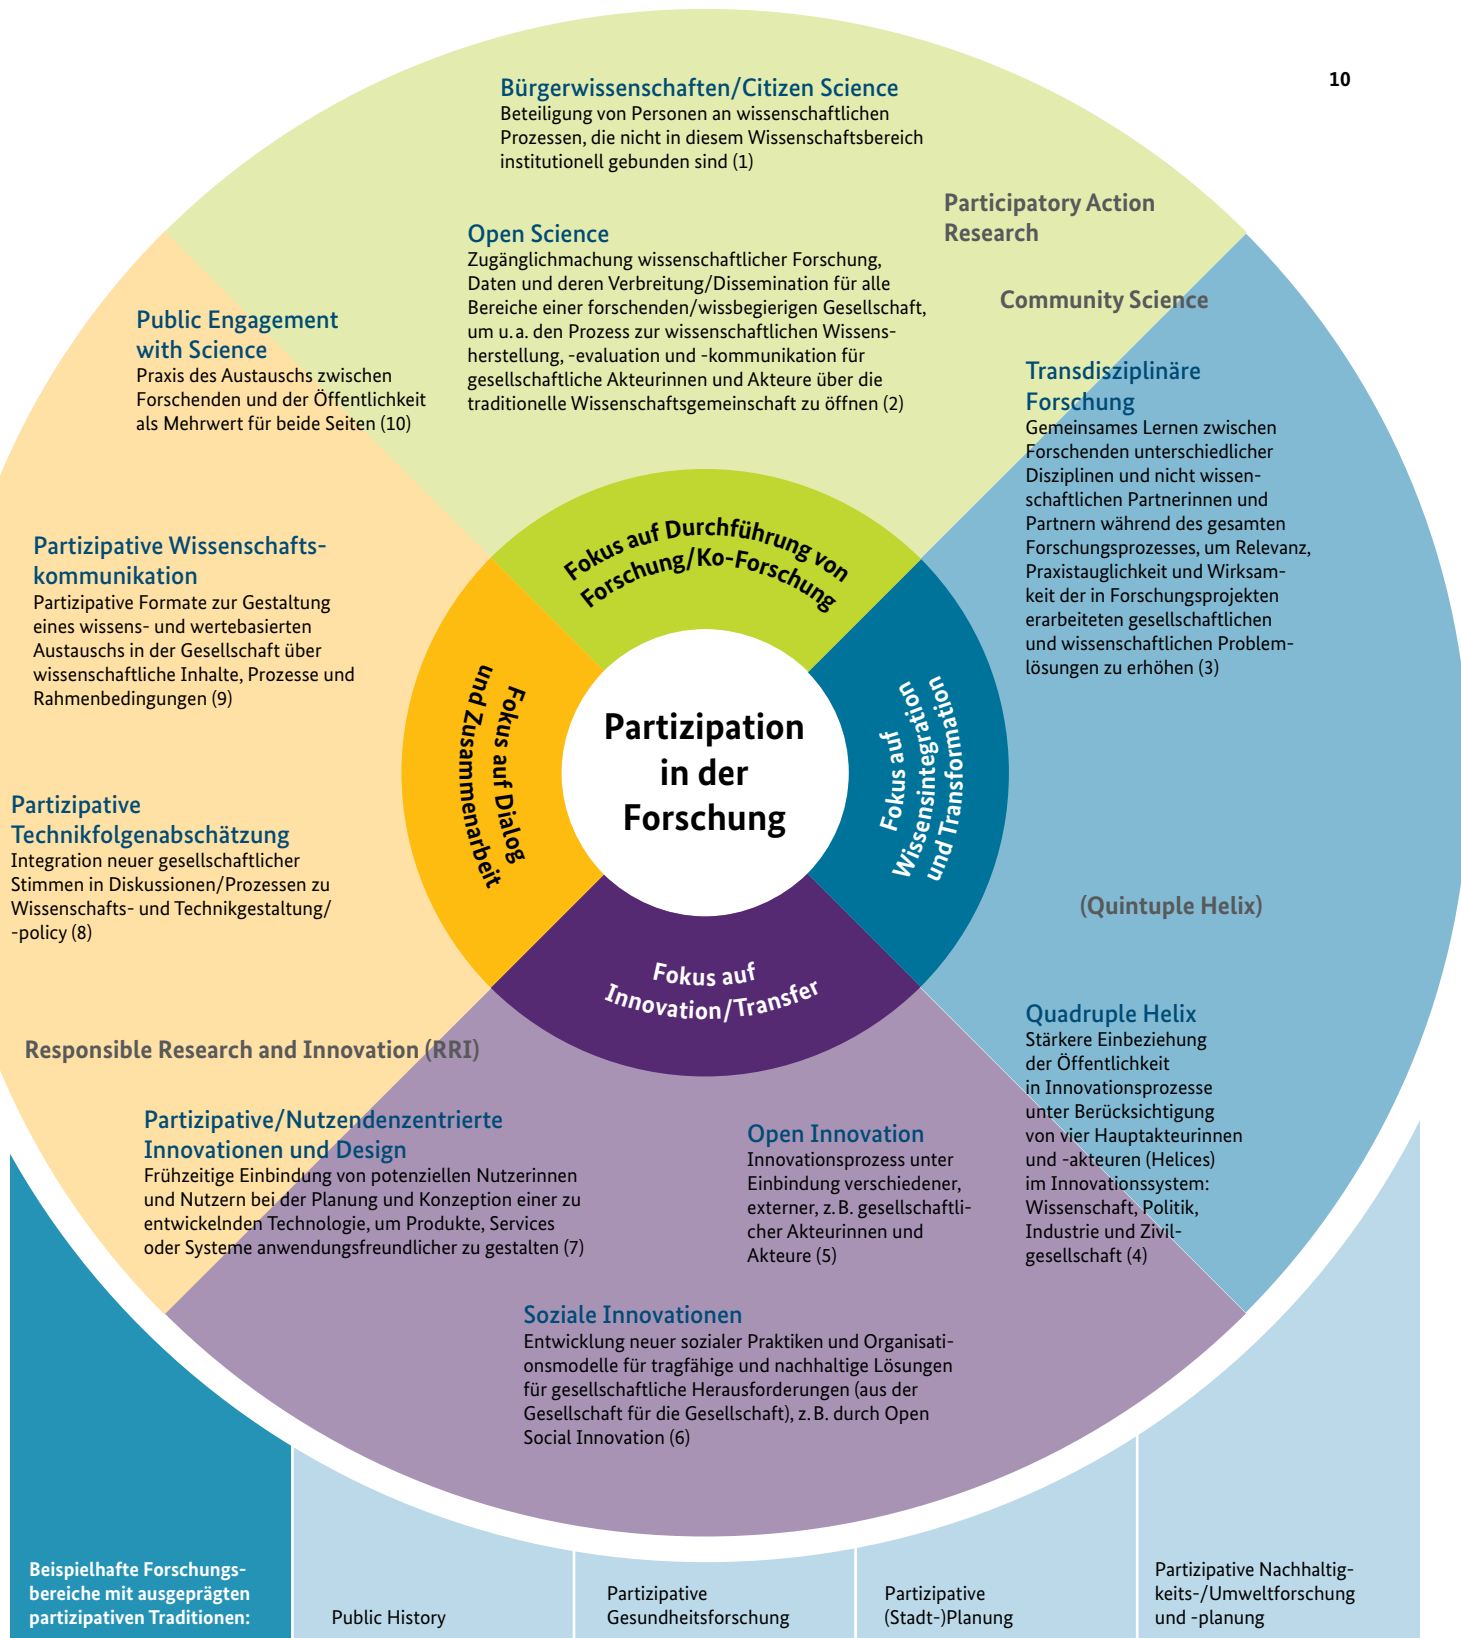 10
Bürgerwissenschaften/Citizen Science
Beteiligung von Personen an wissenschaftlichen
Prozessen, die nicht in diesem Wissenschaftsbereich
institutionell gebunden sind (1)
Participatory Action
Research
Open Science
Zugänglichmachung wissenschaftlicher Forschung,
Daten und deren Verbreitung/Dissemination für alle
Bereiche einer forschenden/wissbegierigen Gesellschaft,
um u. a. den Prozess zur wissenschaftlichen Wissens-
herstellung, -evaluation und -kommunikation für
gesellschaftliche Akteurinnen und Akteure über die
traditionelle Wissenschaftsgemeinschaft zu öffnen (2)
Community Science
Public Engagement
with Science
Praxis des Austauschs zwischen
Forschenden und der Öffentlichkeit
als Mehrwert für beide Seiten (10)
Transdisziplinäre
Forschung
Gemeinsames Lernen zwischen
Forschenden unterschiedlicher
Disziplinen und nicht wissen-
schaftlichen Partnerinnen und
Partnern während des gesamten
Forschungsprozesses, um Relevanz,
Praxistauglichkeit und Wirksam-
keit der in Forschungsprojekten
erarbeiteten gesellschaftlichen
und wissenschaftlichen Problem-
lösungen zu erhöhen (3)
Fokus auf Durchführung von
Forschung/Ko-Forschung
Partizipative Wissenschafts-
kommunikation
Partizipative Formate zur Gestaltung
eines wissens- und wertebasierten
Austauschs in der Gesellschaft über
wissenschaftliche Inhalte, Prozesse und
Rahmenbedingungen (9)
Fokus auf Dialog
und Zusammenarbeit
Partizipation
in der
Forschung
Fokus auf
Wissensintegration
und Transformation
Partizipative
Technikfolgenabschätzung
Integration neuer gesellschaftlicher
Stimmen in Diskussionen/Prozessen zu
Wissenschafts- und Technikgestaltung/
-policy (8)
(Quintuple Helix)
Fokus auf
Innovation/Transfer
Responsible Research and Innovation (RRI)
Quadruple Helix
Stärkere Einbeziehung
der Öffentlichkeit
in Innovationsprozesse
unter Berücksichtigung
von vier Hauptakteurinnen
und -akteuren (Helices)
im Innovationssystem:
Wissenschaft, Politik,
Industrie und Zivil-
gesellschaft (4)
Partizipative/Nutzendenzentrierte
Innovationen und Design
Frühzeitige Einbindung von potenziellen Nutzerinnen
und Nutzern bei der Planung und Konzeption einer zu
entwickelnden Technologie, um Produkte, Services
oder Systeme anwendungsfreundlicher zu gestalten (7)
Open Innovation
Innovationsprozess unter
Einbindung verschiedener,
externer, z. B. gesellschaftli-
cher Akteurinnen und
Akteure (5)
Soziale Innovationen
Entwicklung neuer sozialer Praktiken und Organisati-
onsmodelle für tragfähige und nachhaltige Lösungen
für gesellschaftliche Herausforderungen (aus der
Gesellschaft für die Gesellschaft), z. B. durch Open
Social Innovation (6)
Beispielhafte Forschungs-
bereiche mit ausgeprägten
partizipativen Traditionen:
Public History
Partizipative
Gesundheitsforschung
Partizipative
(Stadt-)Planung
Partizipative Nachhaltig-
keits-/Umweltforschung
und -planung